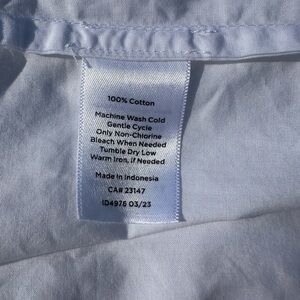 100% Cotton
Machine Wash Cold
Gentle Cycle
Only Non-Chlorine
Bleach When Needed
Tumble Dry Low
Warm Iron, if Needed
Made in Indonesia
CA# 23147
ID4976 03/23